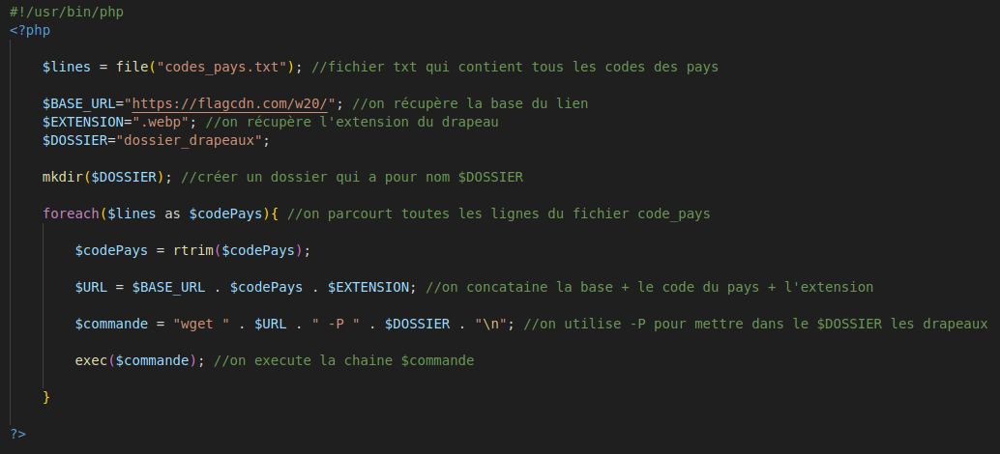 #!/usr/bin/php
<?php
$lines = file("codes_pays.txt"); //fichier txt qui contient tous les codes des pays
$BASE_URL="https://flagcdn.com/w20/"; //on récupère la base du lien
$EXTENSION=".webp"; //on récupère l'extension du drapeau
$DOSSIER="dossier_drapeaux";
mkdir($DOSSIER); //créer un dossier qui a pour nom $DOSSIER
foreach($lines as $codePays){ //on parcourt toutes les lignes du fichier code_pays
$codePays = rtrim($codePays);
$URL = $BASE_URL . $codePays . $EXTENSION; //on concataine la base + le code du pays + l'extension
$commande = "wget " . $URL . " -P " . $DOSSIER . "\n"; //on utilise -P pour mettre dans le $DOSSIER les drapeaux
exec($commande); //on execute la chaine $commande
}
?>